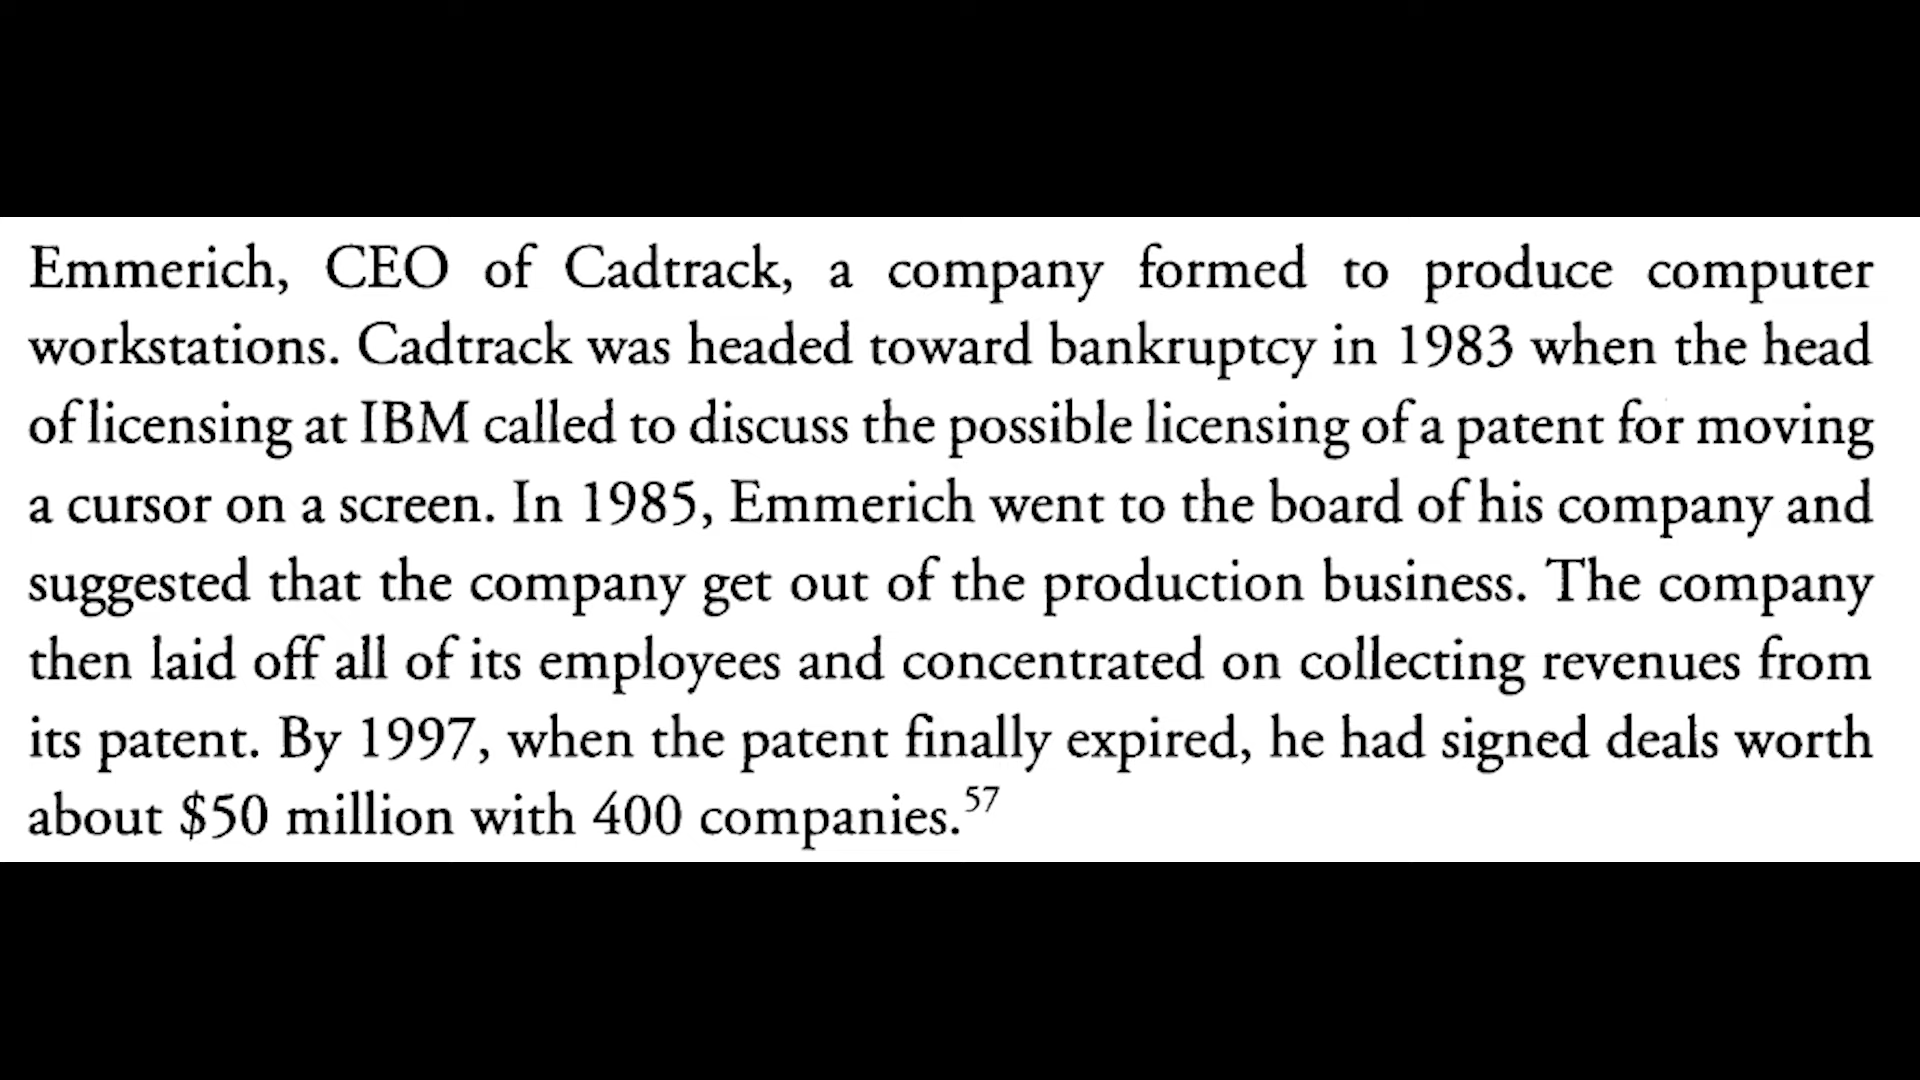 Emmerich, CEO of Cadtrack, a company formed to produce computer
workstations. Cadtrack was headed toward bankruptcy in 1983 when the head
of licensing at IBM called to discuss the possible licensing of a patent for moving
a cursor on a screen. In 1985, Emmerich went to the board of his company and
suggested that the company get out of the production business. The company
then laid off all of its employees and concentrated on collecting revenues from
its patent. By 1997, when the patent finally expired, he had signed deals worth
about $50 million with 400 companies.57